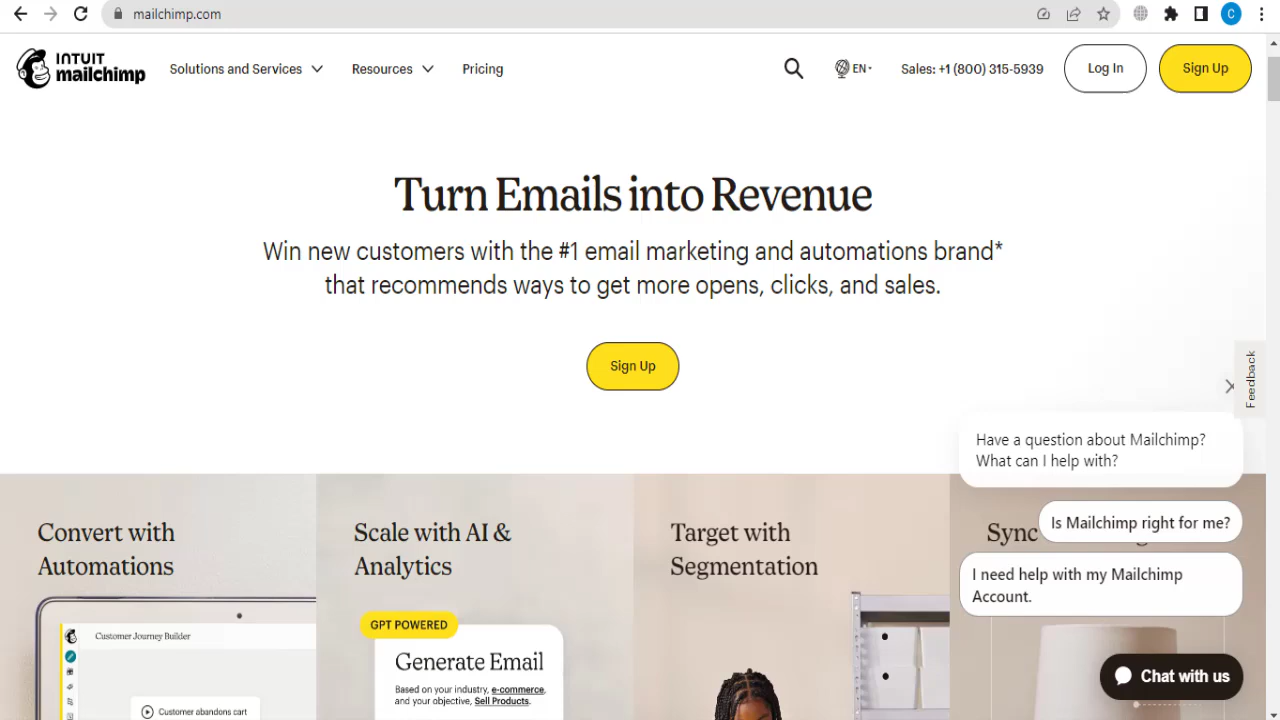 mailchimp.com
C
INTUIT
mailchimp
Solutions and Services
Resources
Pricing
EN
Sales: +1 (800) 315-5939
Log In
Sign Up
Turn Emails into Revenue
Win new customers with the #1 email marketing and automations brand*
that recommends ways to get more opens, clicks, and sales.
Sign Up
Feedback
Have a question about Mailchimp?
What can I help with?
Is Mailchimp right for me?
I need help with my Mailchimp
Account.
Chat with us
Convert with
Automations
Customer Journey Builder
Customer abandons cart
Scale with AI &
Analytics
GPT POWERED
Generate Email
Based on your industry, e-commerce,
and your objective, Sell Products.
Target with
Segmentation
Sync